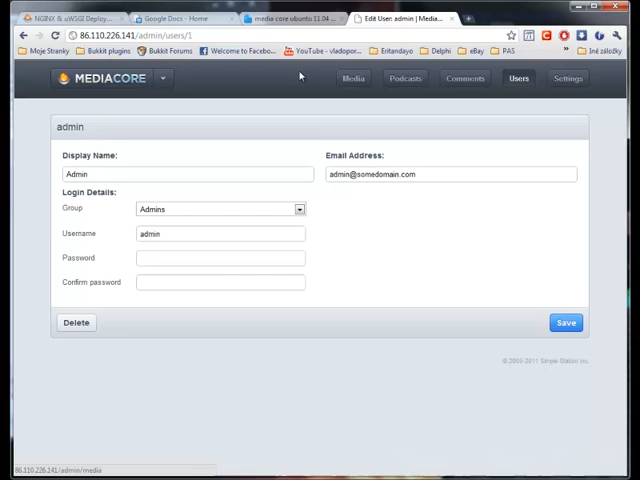 NGINX & uWSGI Deploy...
Google Docs - Home
media core ubuntu 11.04 ...
Edit User: admin | Media...
86.110.226.141/admin/users/1
Moje Stranky
Bukkit plugins
Bukkit Forums
Welcome to Facebo...
YouTube - vladopor...
Eritandayo
Delphi
eBay
PAS
»
Iné záložky
MEDIACORE
Media
Podcasts
Comments
Users
Settings
admin
Display Name:
Email Address:
Admin
admin@somedomain.com
Login Details:
Group
Admins
Username
admin
Password
Confirm password
Delete
Save
© 2009-2011 Simple Station Inc.
86.110.226.141/admin/media